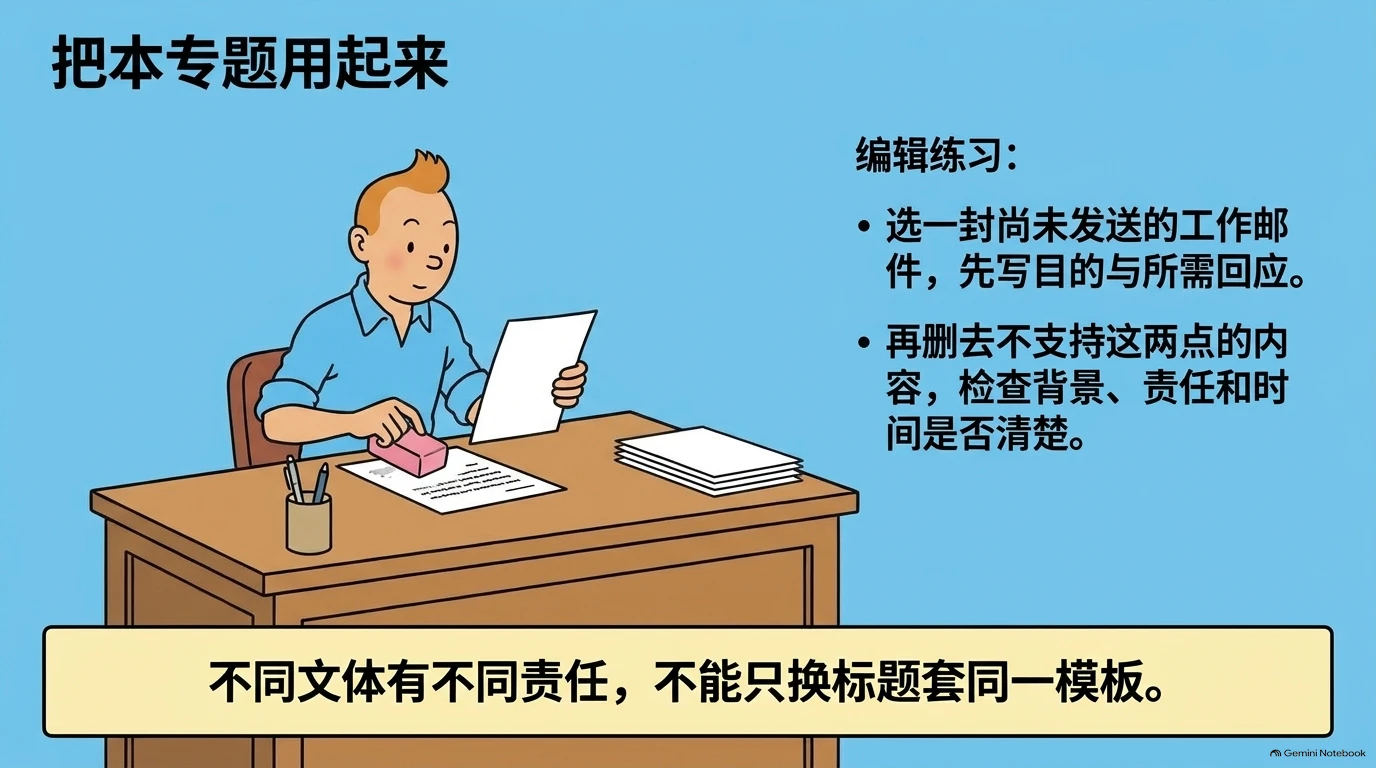 把本专题用起来
编辑练习：
• 选一封尚未发送的工作邮
件，先写目的与所需回应。
• 再删去不支持这两点的内
容，检查背景、责任和时
间是否清楚。
不同文体有不同责任，不能只换标题套同一模板。
Gemini Notebook